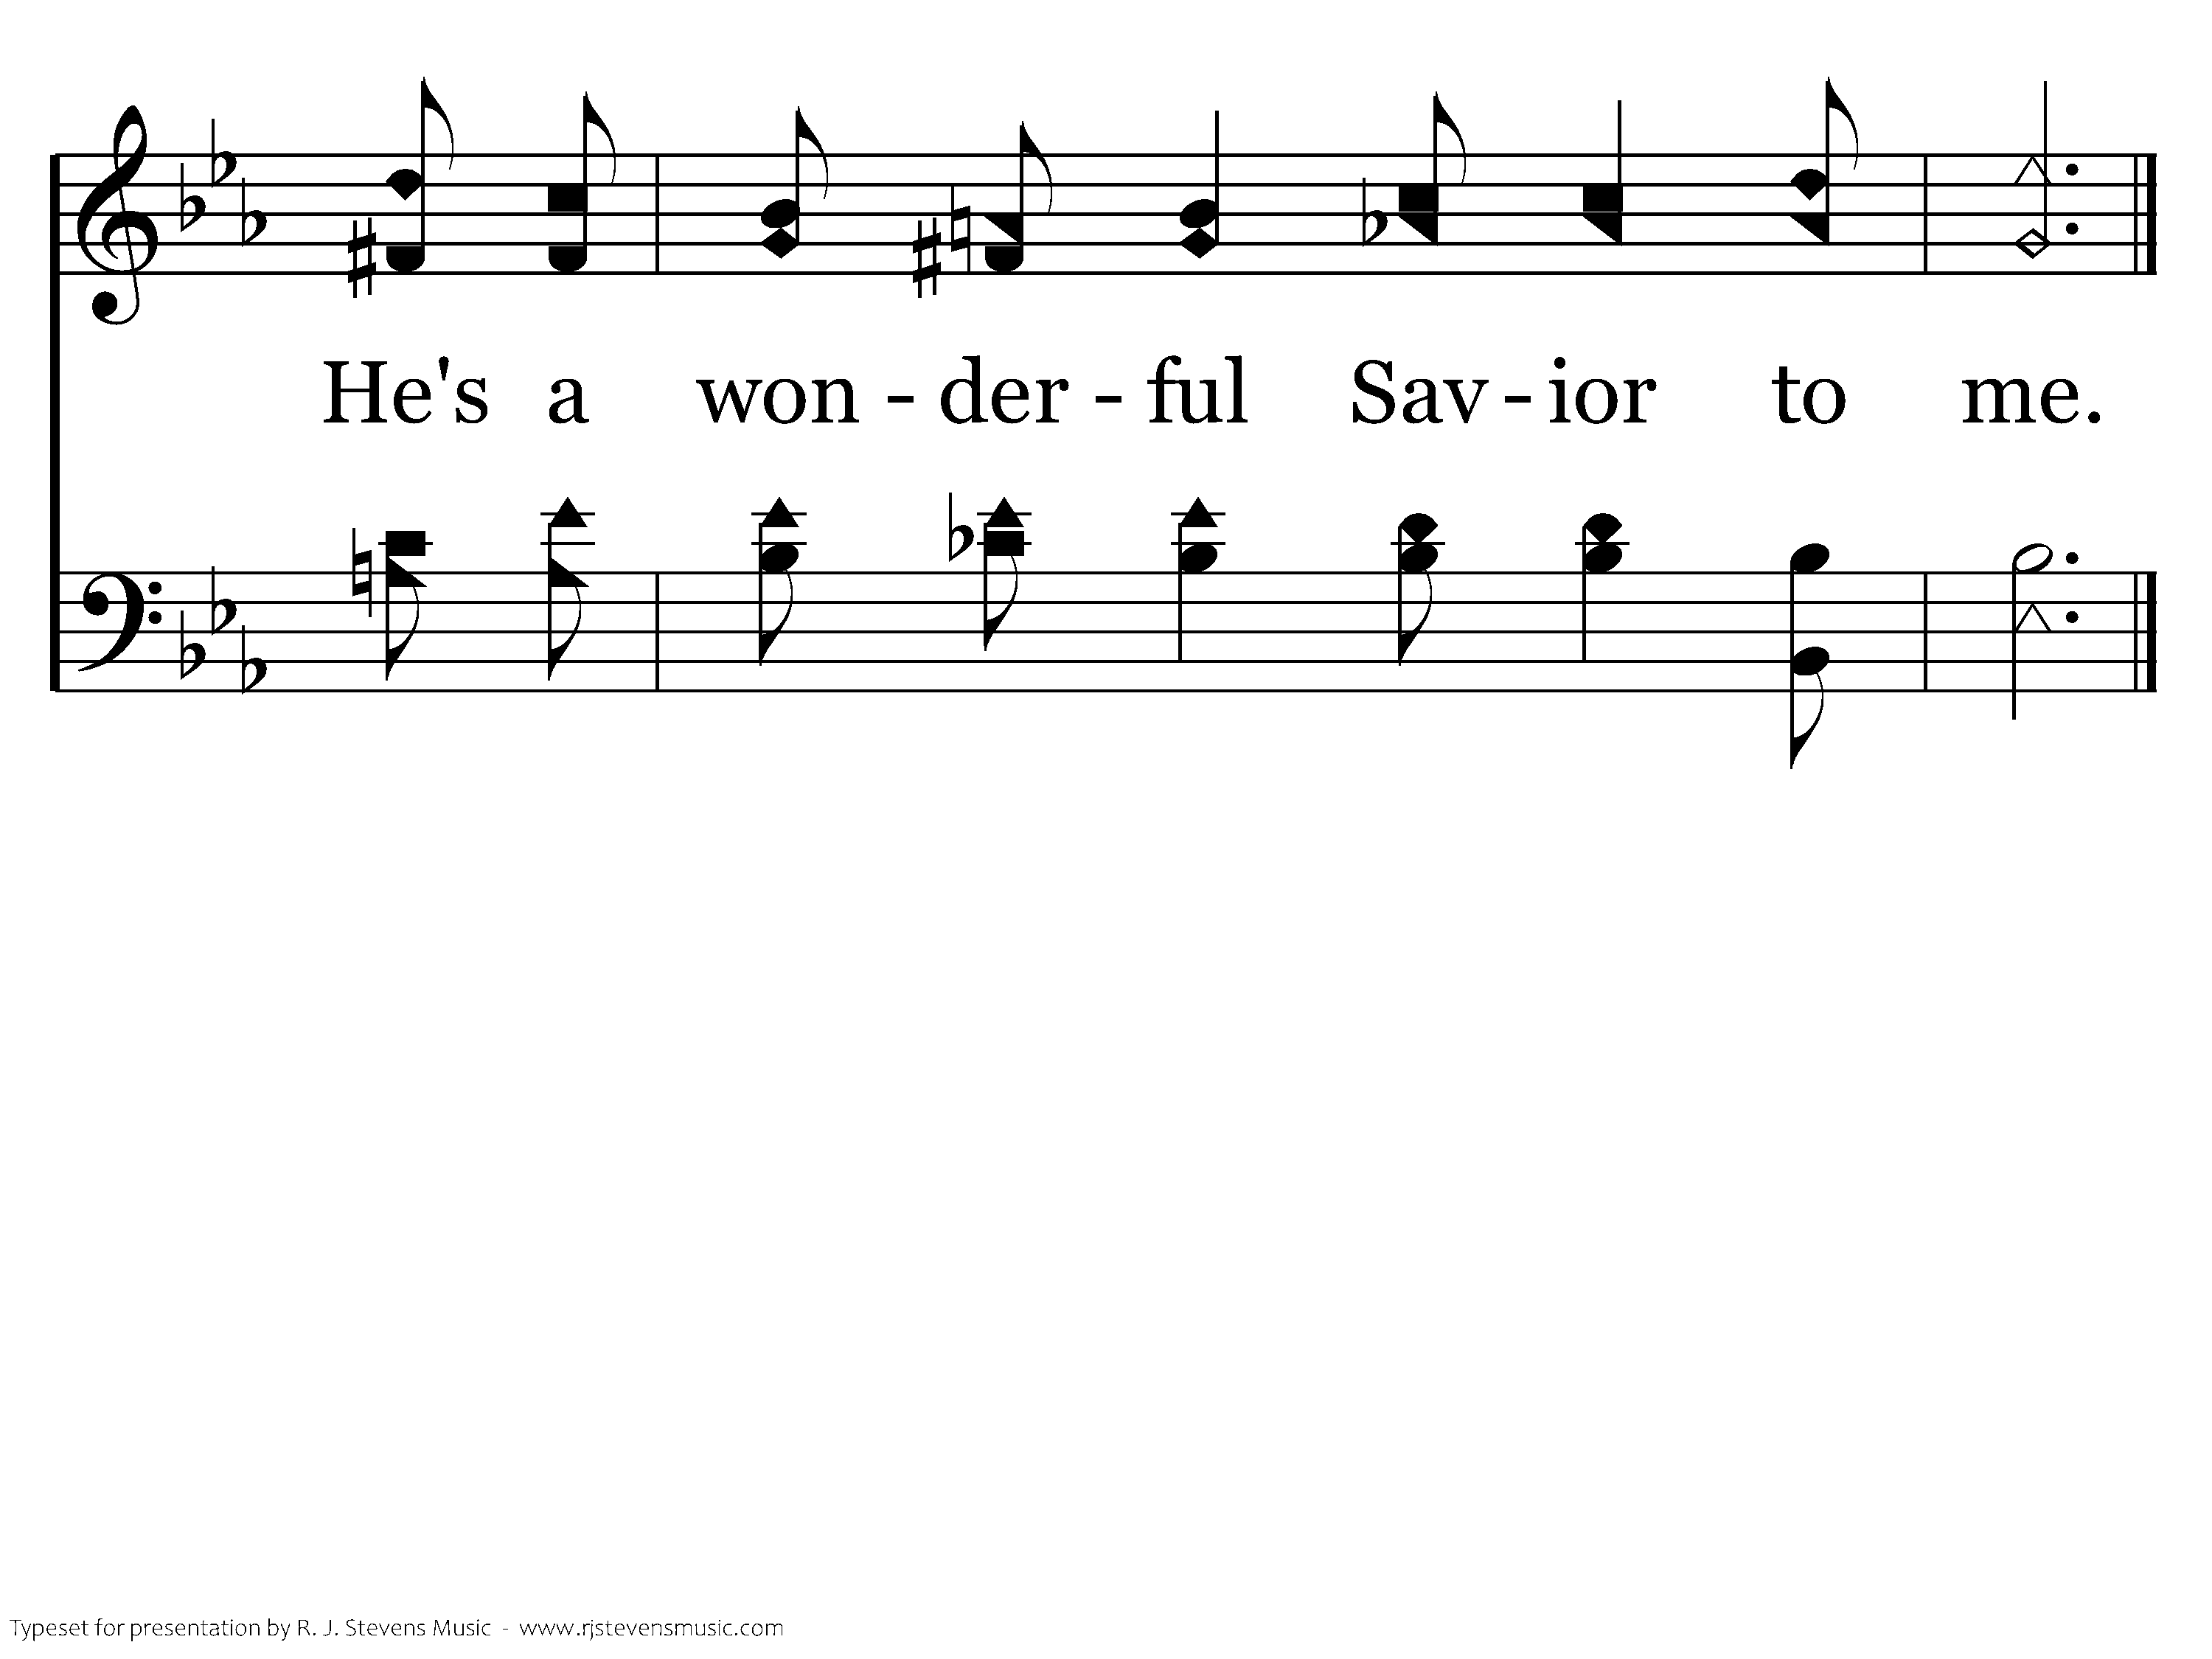 He's a won - der - ful Sav - ior to me.
Typeset for presentation by R. J. Stevens Music - www.rjstevensmusic.com